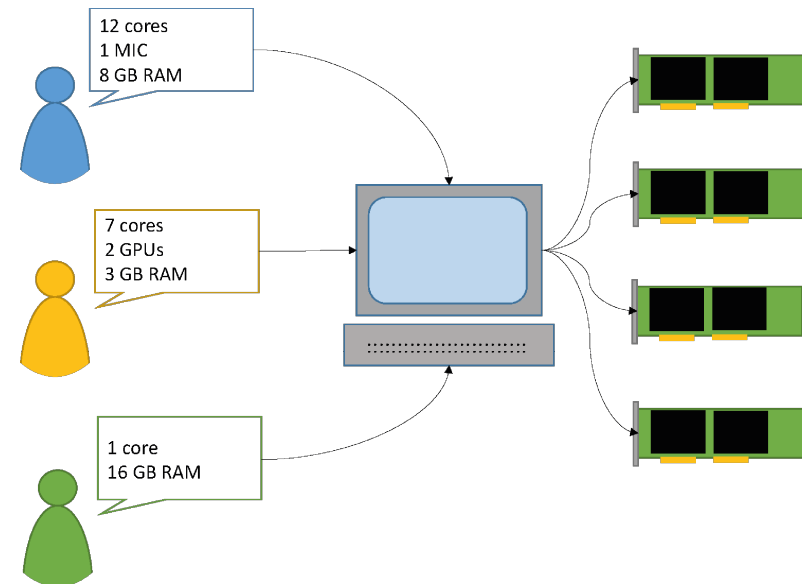 12 cores
1 MIC
8 GB RAM
7 cores
2 GPUs
3 GB RAM
1 core
16 GB RAM